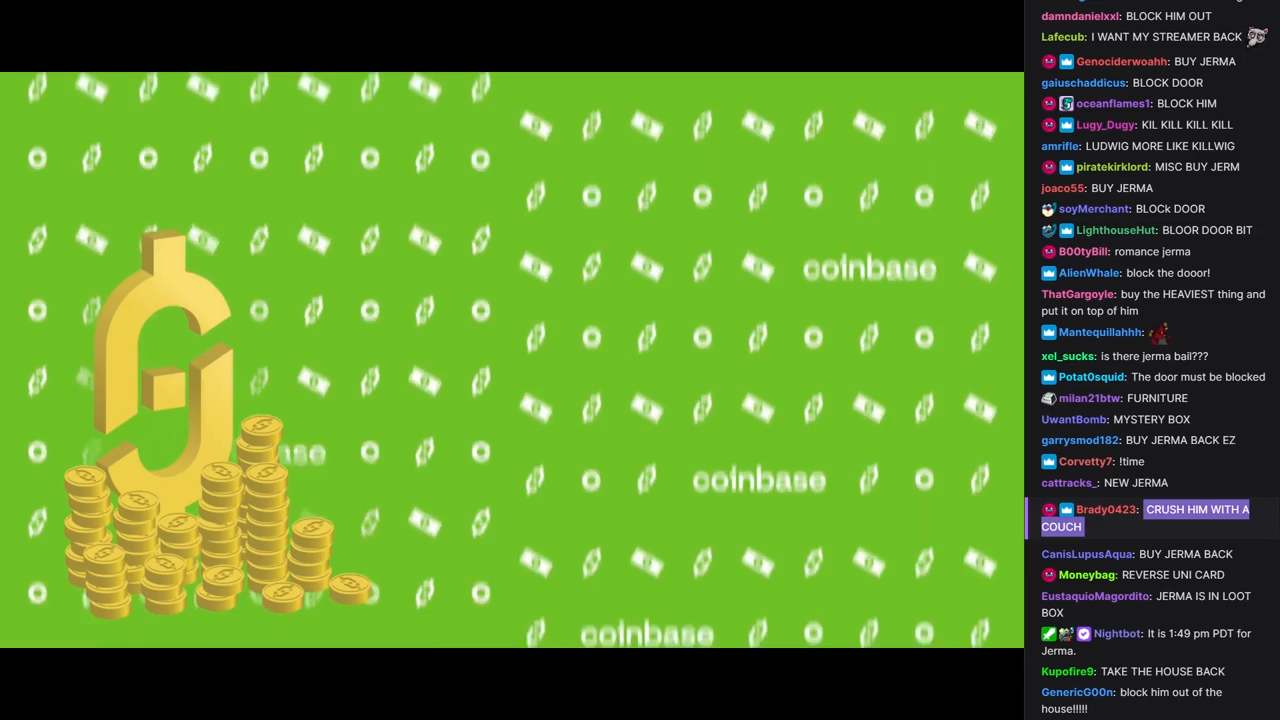 coinbase
ase
coinbase
coinbase
damndanielxxl: BLOCK HIM OUT
Lafecub: I WANT MY STREAMER BACK
Genociderwoahh: BUY JERMA
gaiuschaddicus: BLOCK DOOR
oceanflames1: BLOCK HIM
Lugy_Dugy: KIL KILL KILL KILL
amrifle: LUDWIG MORE LIKE KILLWIG
piratekirklord: MISC BUY JERM
joaco55: BUY JERMA
soyMerchant: BLOCk DOOR
LighthouseHut: BLOOR DOOR BIT
B00tyBill: romance jerma
AlienWhale: block the dooor!
ThatGargoyle: buy the HEAVIEST thing and
put it on top of him
Mantequillahhh:
xel_sucks: is there jerma bail???
Potat0squid: The door must be blocked
milan21btw: FURNITURE
UwantBomb: MYSTERY BOX
garrysmod182: BUY JERMA BACK EZ
Corvetty7: !time
cattracks_: NEW JERMA
Brady0423: CRUSH HIM WITH A
COUCH
CanisLupusAqua: BUY JERMA BACK
Moneybag: REVERSE UNI CARD
EustaquioMagordito: JERMA IS IN LOOT
BOX
Nightbot: It is 1:49 pm PDT for
Jerma.
Kupofire9: TAKE THE HOUSE BACK
GenericG00n: block him out of the
house!!!!!